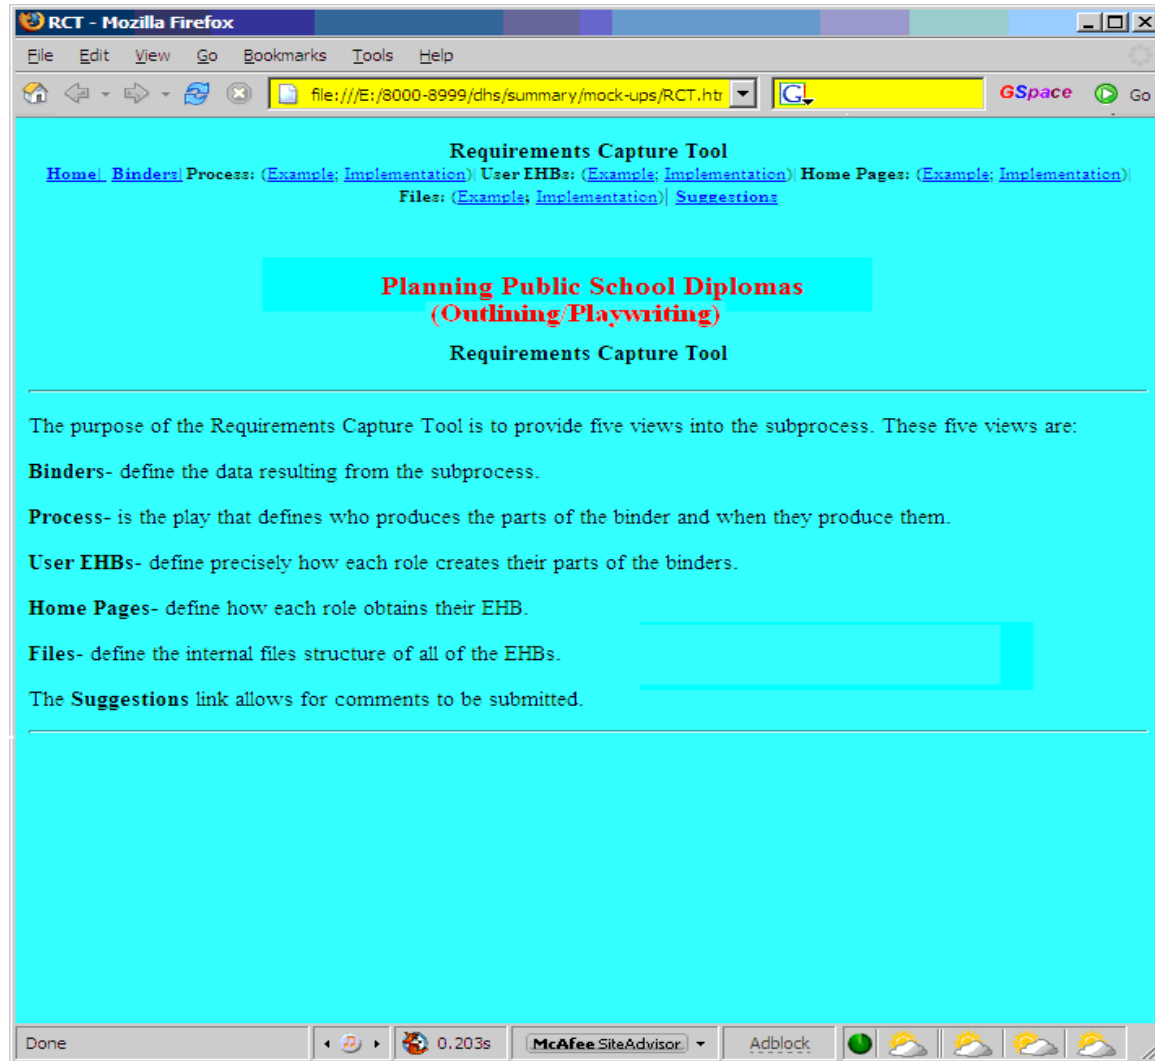 RCT - Mozilla Firefox
File Edit View Go Bookmarks Tools Help
file:///E:/8000-8999/dhs/summary/mock-ups/RCT.htr G GSpace Go
Requirements Capture Tool
Home| Binders| Process: (Example; Implementation)| User EHBs: (Example; Implementation)| Home Pages: (Example; Implementation)|
Files: (Example; Implementation)| Suggestions
Planning Public School Diplomas
(Outlining/Playwriting)
Requirements Capture Tool
The purpose of the Requirements Capture Tool is to provide five views into the subprocess. These five views are:
Binders- define the data resulting from the subprocess.
Process- is the play that defines who produces the parts of the binder and when they produce them.
User EHBs- define precisely how each role creates their parts of the binders.
Home Pages- define how each role obtains their EHB.
Files- define the internal files structure of all of the EHBs.
The Suggestions link allows for comments to be submitted.
Done 0.203s McAfee SiteAdvisor Adblock